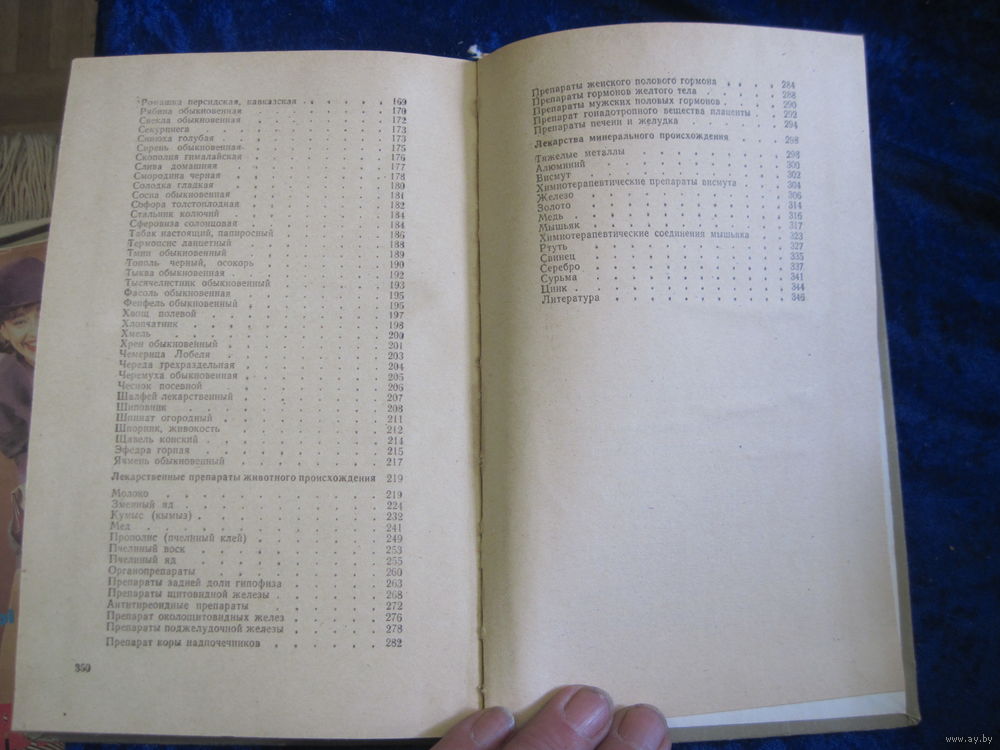 Ромашка персидская, кавказская . . . . . 169
Рябина обыкновенная . . . . . . . 170
Свекла обыкновенная . . . . . . . 172
Секуринега . . . . . . . . 173
Синюха голубая . . . . . . . . 173
Сирень обыкновенная . . . . . . . 175
Скополия гималайская . . . . . . . 176
Слива домашняя . . . . . . . . 177
Смородина черная . . . . . . . . 178
Солодка гладкая . . . . . . . . 180
Сосна обыкновенная . . . . . . . 181
Софора толстоплодная . . . . . . . 182
Стальник колючий . . . . . . . . 184
Сферовиза солонцовая . . . . . . . 184
Табак настоящий, папиросный . . . . . . 186
Термопсис ланцетный . . . . . . . 188
Тмин обыкновенный . . . . . . . 189
Тополь черный, осокорь . . . . . . 190
Тыква обыкновенная . . . . . . . 192
Тысячелистник обыкновенный . . . . . 193
Фасоль обыкновенная . . . . . . . 195
Фенфель обыкновенный . . . . . . . 196
Хвощ полевой . . . . . . . . 197
Хлопчатник . . . . . . . . . 198
Хмель . . . . . . . . . 200
Хрен обыкновенный . . . . . . . 201
Чемерица Лобеля . . . . . . . . 203
Череда трехраздельная . . . . . . . 204
Черемуха обыкновенная . . . . . . . 205
Чеснок посевной . . . . . . . . 206
Шалфей лекарственный . . . . . . . 207
Шиповник . . . . . . . . . 208
Шпинат огородный . . . . . . . . 211
Шпорник, живокость . . . . . . . 212
Щавель конский . . . . . . . . 214
Эфедра горная . . . . . . . . 215
Ячмень обыкновенный . . . . . . . 217
Лекарственные препараты животного происхождения 219
Молоко . . . . . . . . . 219
Змеиный яд . . . . . . . . . 224
Кумыс (кымыз) . . . . . . . . 232
Мед . . . . . . . . . . 241
Прополис (пчелиный клей) . . . . . . 249
Пчелиный воск . . . . . . . . 253
Пчелиный яд . . . . . . . . 255
Органопрепараты . . . . . . . . 260
Препараты задней доли гипофиза . . . . . 263
Препараты щитовидной железы . . . . . . 268
Антитиреоидные препараты . . . . . . 272
Препарат околощитовидных желез . . . . . 276
Препараты поджелудочной железы . . . . . 278
Препарат коры надпочечников . . . . . . 282
350
Препараты женского полового гормона . . . . 284
Препараты гормонов желтого тела . . . . . 288
Препараты мужских половых гормонов . . . . 290
Препарат гонадотропного вещества плаценты . . 292
Препараты печени и желудка . . . . . . 294
Лекарства минерального происхождения . . . 298
Тяжелые металлы . . . . . . . . 298
Алюминий . . . . . . . . . 300
Висмут . . . . . . . . . . 302
Химиотерапевтические препараты висмута . . . 304
Железо . . . . . . . . . . 306
Золото . . . . . . . . . . 314
Медь . . . . . . . . . . 316
Мышьяк . . . . . . . . . . 317
Химиотерапевтические соединения мышьяка . . 323
Ртуть . . . . . . . . . . 327
Свинец . . . . . . . . . . 335
Серебро . . . . . . . . . 337
Сурьма . . . . . . . . . . 341
Цинк . . . . . . . . . . 344
Литература . . . . . . . . . 346
www.ay.by